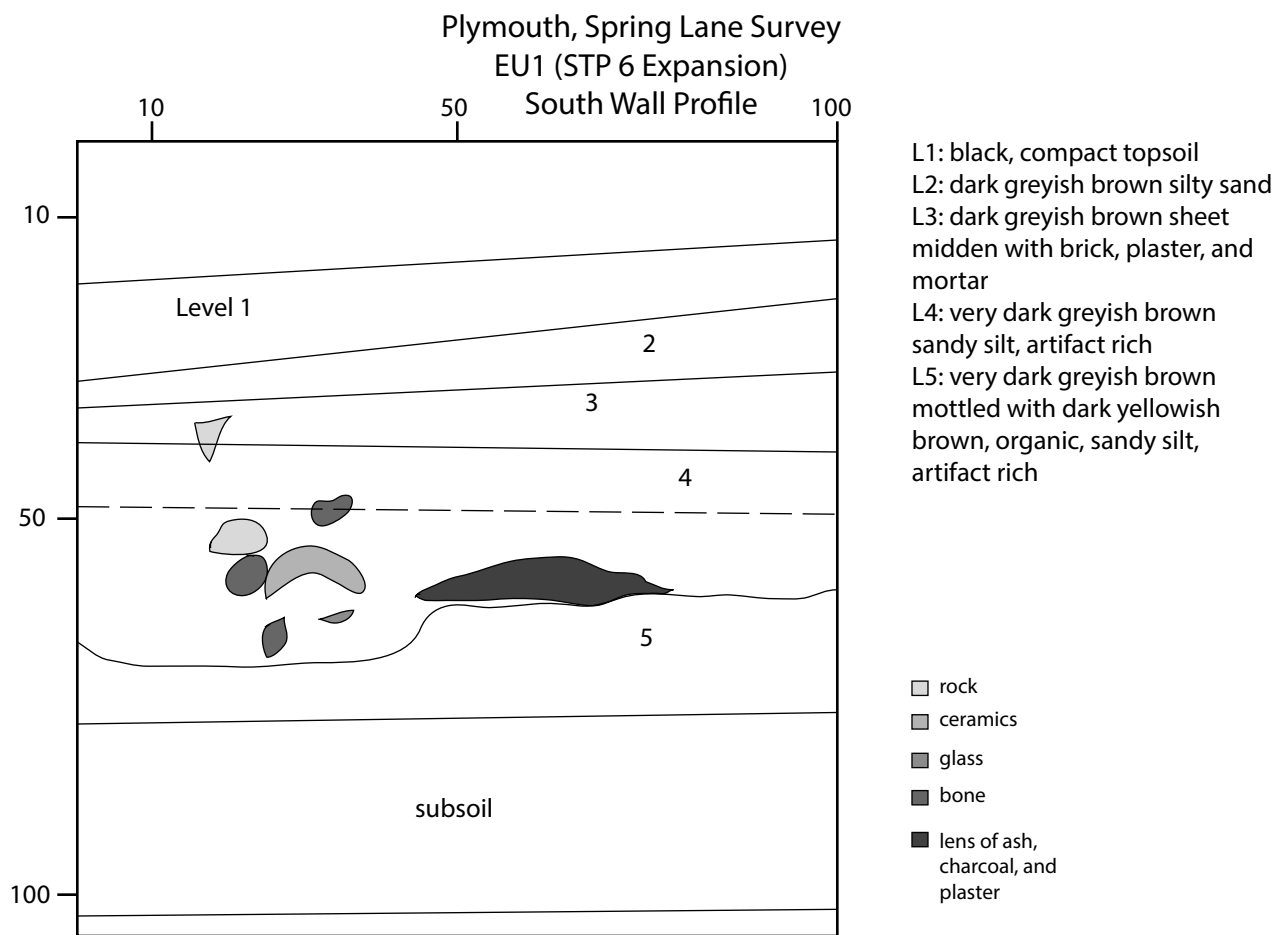 Plymouth, Spring Lane Survey
EU1 (STP 6 Expansion)
South Wall Profile
10
50
100
10
50
100
Level 1
2
3
4
5
subsoil
L1: black, compact topsoil
L2: dark greyish brown silty sand
L3: dark greyish brown sheet
midden with brick, plaster, and
mortar
L4: very dark greyish brown
sandy silt, artifact rich
L5: very dark greyish brown
mottled with dark yellowish
brown, organic, sandy silt,
artifact rich
rock
ceramics
glass
bone
lens of ash,
charcoal, and
plaster